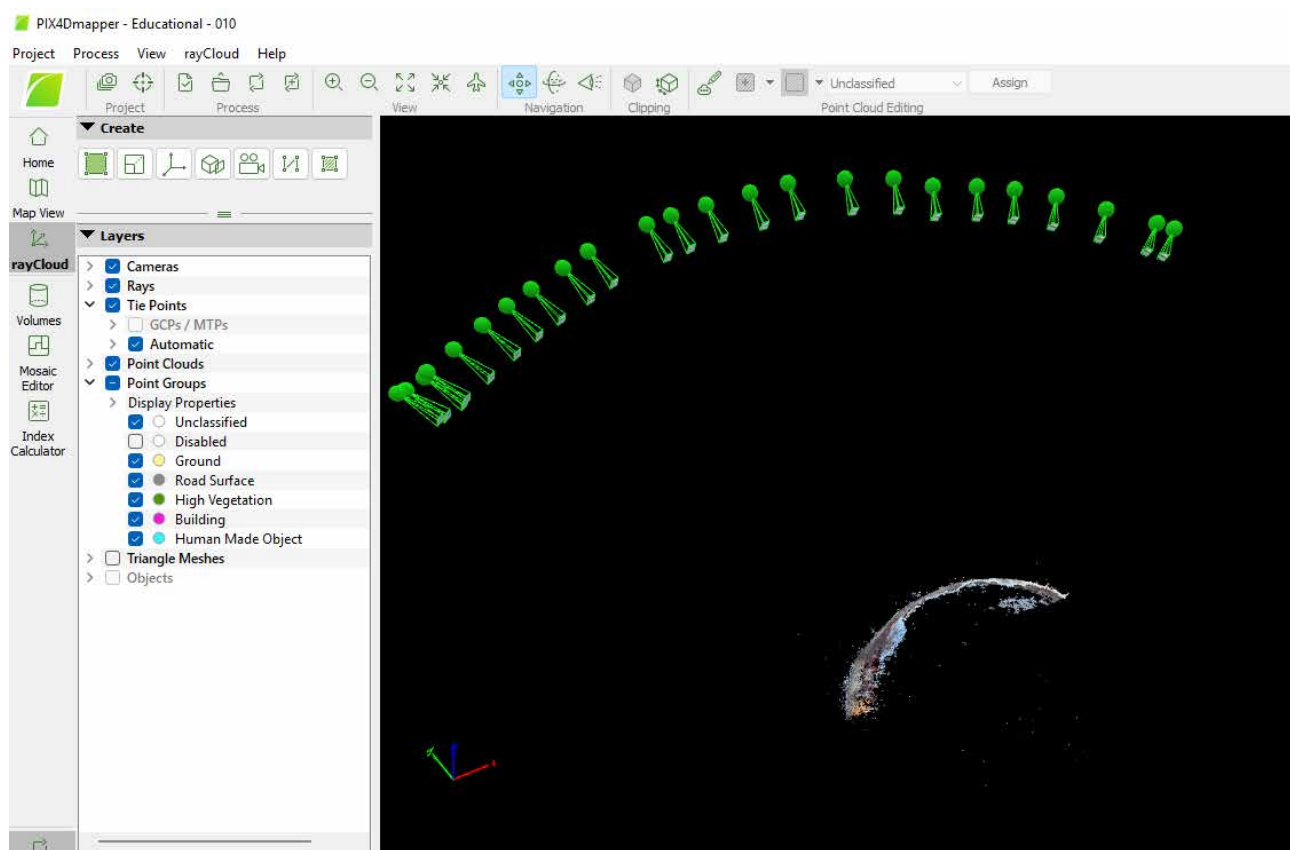 PIX4Dmapper - Educational - 010
Project Process View rayCloud Help
Unclassified Assign
Project Process View Navigation Clipping Point Cloud Editing
Home
Map View
rayCloud
Volumes
Mosaic
Editor
Index
Calculator
Create
Layers
Cameras
Rays
Tie Points
GCPs / MTPs
Automatic
Point Clouds
Point Groups
Display Properties
Unclassified
Disabled
Ground
Road Surface
High Vegetation
Building
Human Made Object
Triangle Meshes
Objects